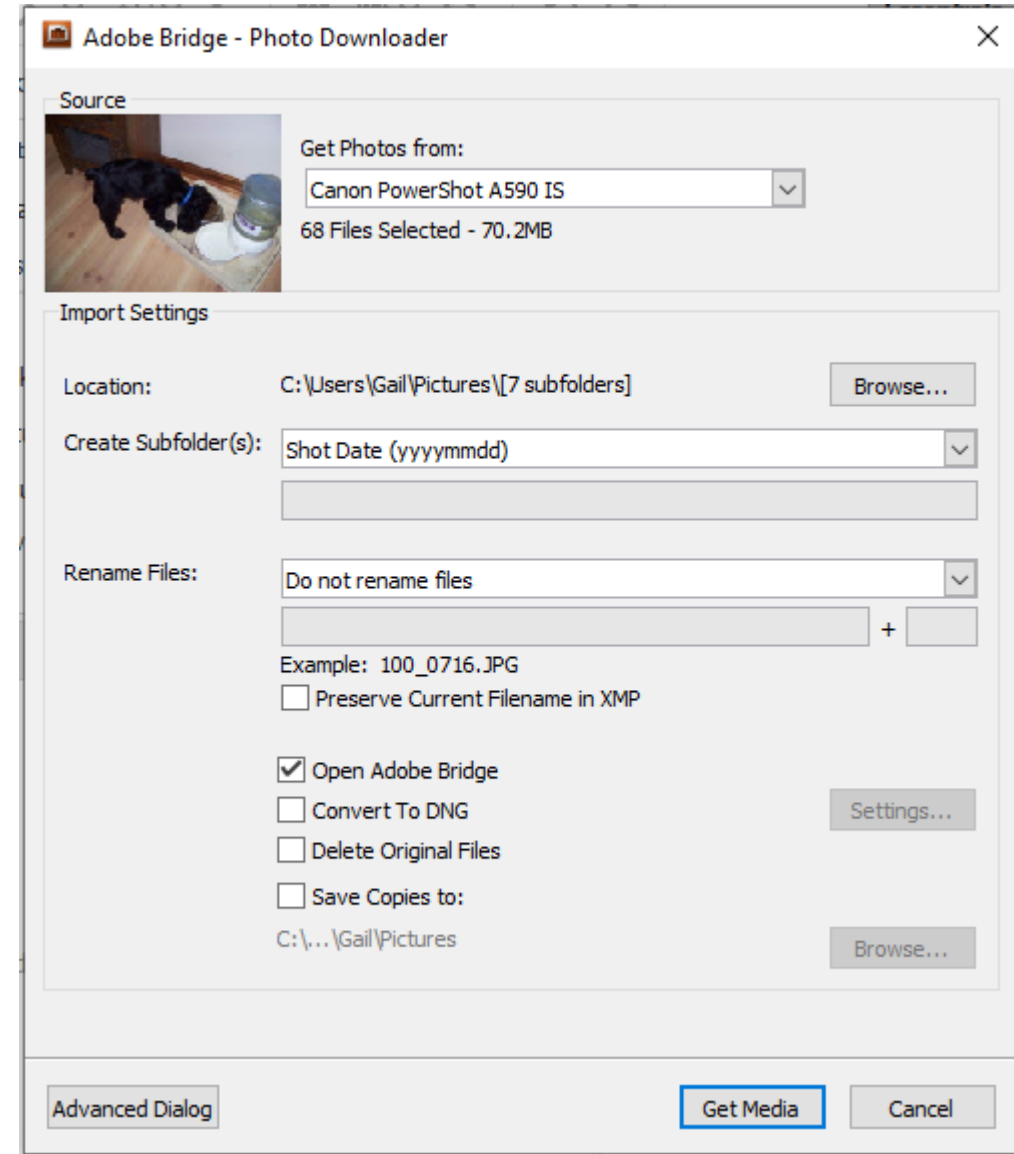 Adobe Bridge - Photo Downloader
Source
Get Photos from:
Canon PowerShot A590 IS
68 Files Selected - 70.2MB
Import Settings
Location: C:\Users\Gail\Pictures\[7 subfolders] Browse...
Create Subfolder(s): Shot Date (yyyymmdd)
Rename Files: Do not rename files
+
Example: 100_0716.JPG
Preserve Current Filename in XMP
Open Adobe Bridge
Convert To DNG Settings...
Delete Original Files
Save Copies to:
C:\...\Gail\Pictures Browse...
Advanced Dialog Get Media Cancel